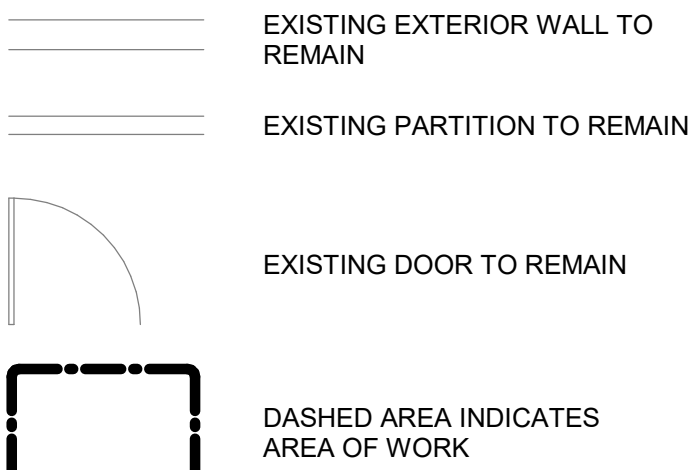 EXISTING EXTERIOR WALL TO
REMAIN
EXISTING PARTITION TO REMAIN
EXISTING DOOR TO REMAIN
DASHED AREA INDICATES
AREA OF WORK